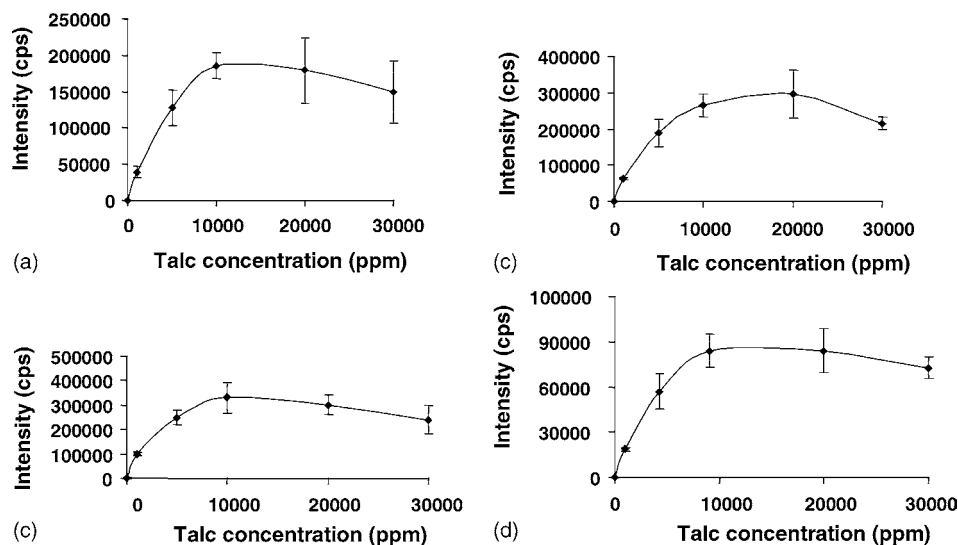 Intensity (cps)
250000
200000
150000
100000
50000
0
0 10000 20000 30000
(a) Talc concentration (ppm)
Intensity (cps)
400000
300000
200000
100000
0
0 10000 20000 30000
(c) Talc concentration (ppm)
Intensity (cps)
500000
400000
300000
200000
100000
0
0 10000 20000 30000
(c) Talc concentration (ppm)
Intensity (cps)
100000
90000
60000
30000
0
0 10000 20000 30000
(d) Talc concentration (ppm)